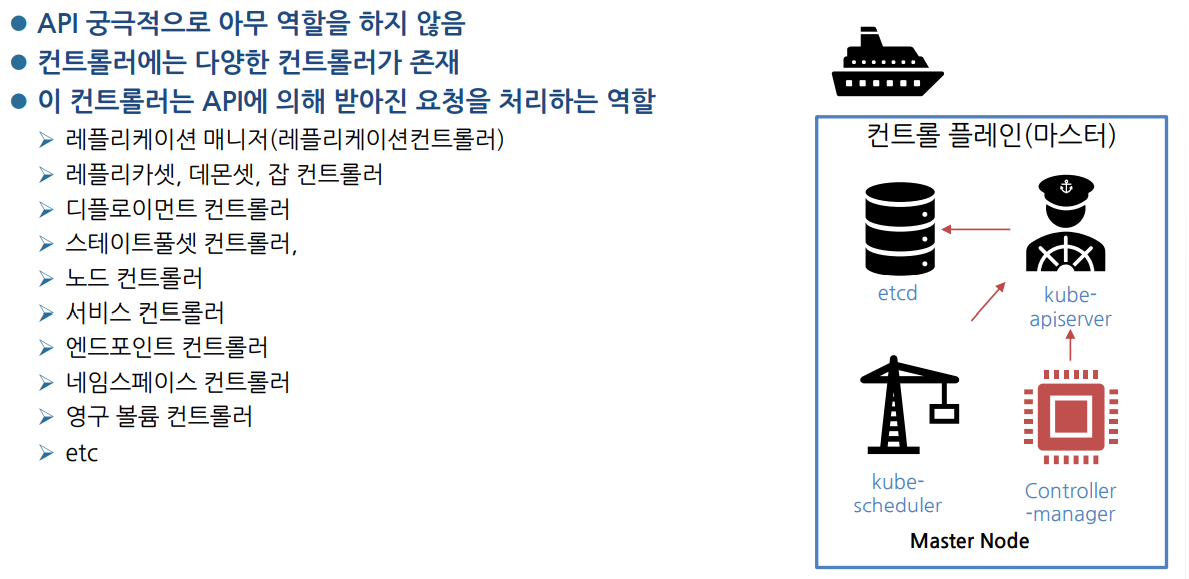 API 궁극적으로 아무 역할을 하지 않음
컨트롤러에는 다양한 컨트롤러가 존재
이 컨트롤러는 API에 의해 받아진 요청을 처리하는 역할
레플리케이션 매니저(레플리케이션컨트롤러)
레플리카셋, 데몬셋, 잡 컨트롤러
디플로이먼트 컨트롤러
스테이트풀셋 컨트롤러,
노드 컨트롤러
서비스 컨트롤러
엔드포인트 컨트롤러
네임스페이스 컨트롤러
영구 볼륨 컨트롤러
etc
컨트롤 플레인(마스터)
etcd
kube-
apiserver
kube-
scheduler
Controller
-manager
Master Node